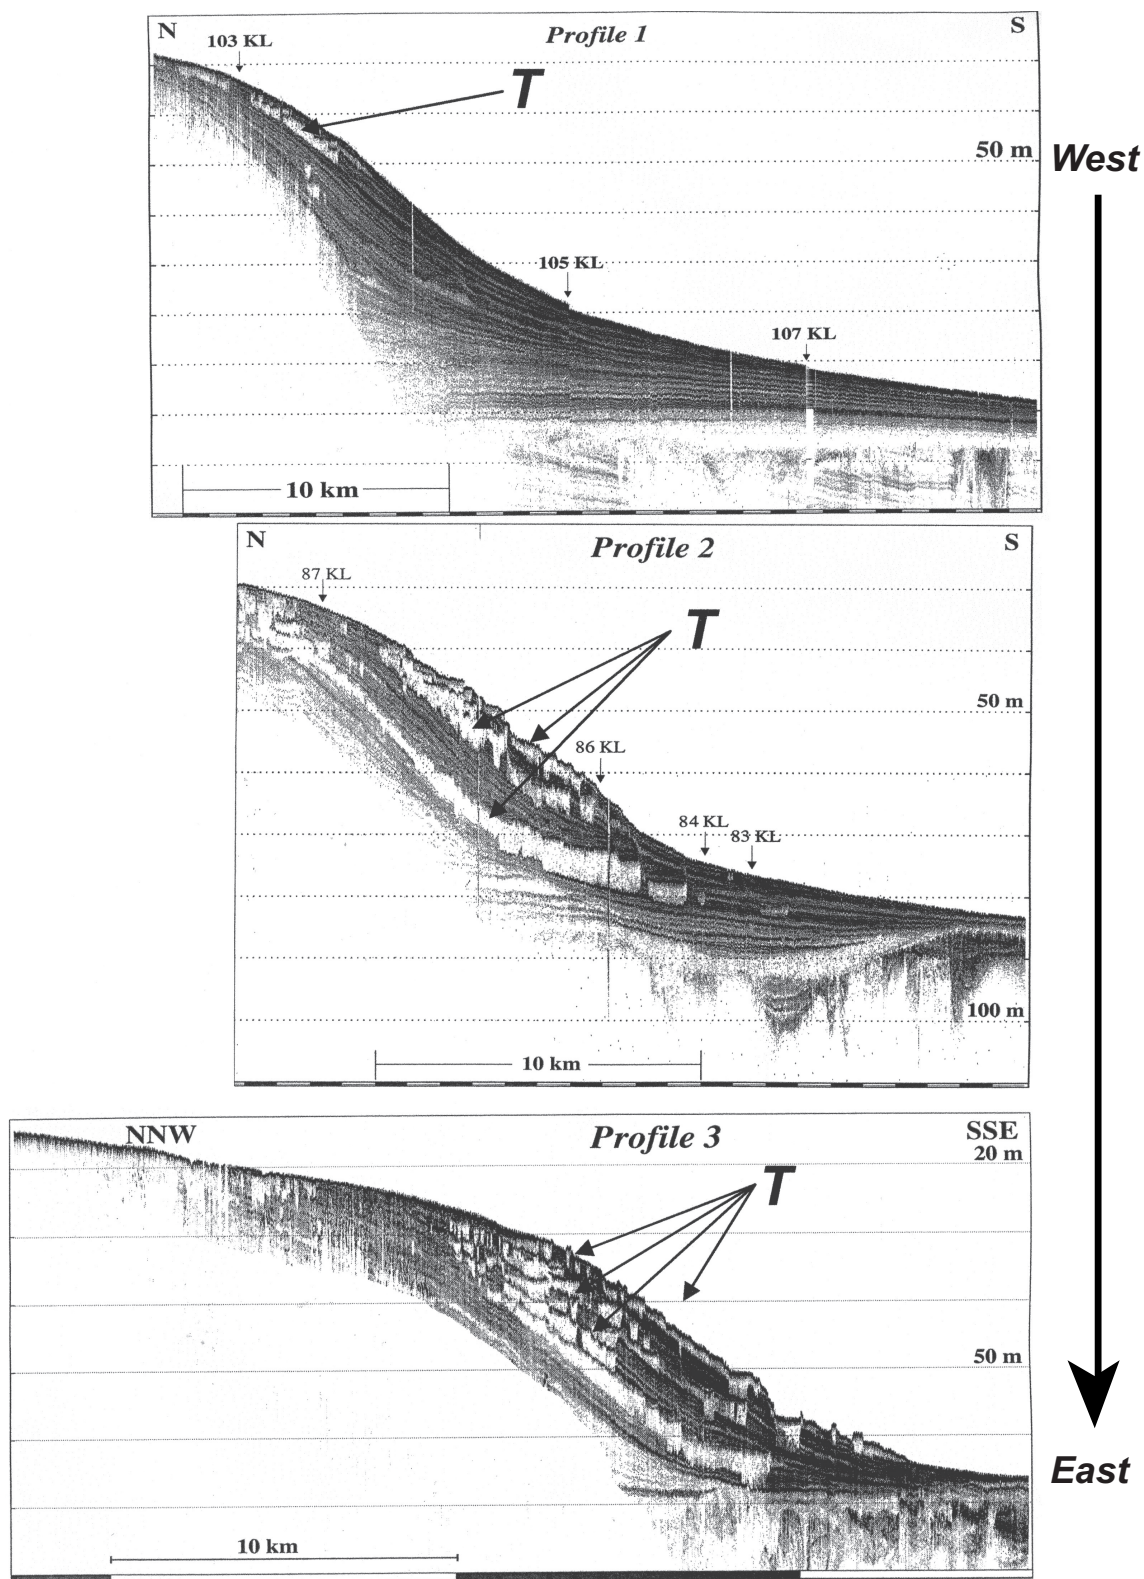 N
Profile 1
S
103 KL
T
50 m
West
105 KL
107 KL
10 km
N
Profile 2
S
87 KL
T
50 m
86 KL
84 KL
83 KL
100 m
10 km
NNW
Profile 3
SSE
20 m
T
50 m
East
10 km